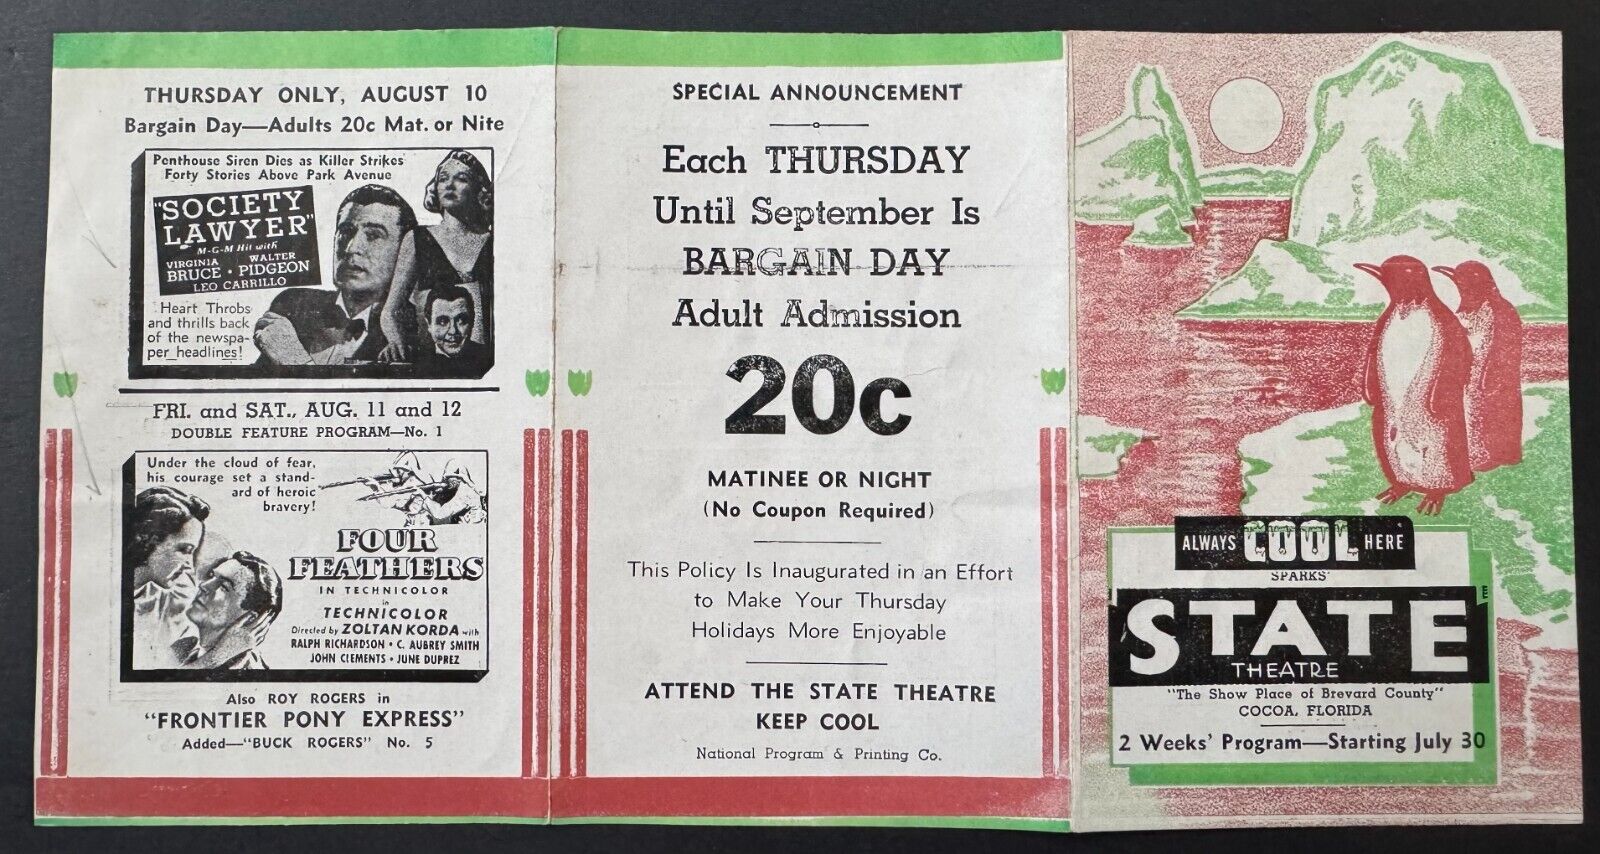 THURSDAY ONLY, AUGUST 10
Bargain Day—Adults 20c Mat. or Nite
Penthouse Siren Dies as Killer Strikes
Forty Stories Above Park Avenue
"SOCIETY
LAWYER"
M-G-M Hit with
VIRGINIA BRUCE • WALTER PIDGEON
LEO CARRILLO
Heart Throbs
and thrills back
of the newspa-
per headlines!
FRI. and SAT., AUG. 11 and 12
DOUBLE FEATURE PROGRAM—No. 1
Under the cloud of fear,
his courage set a stand-
ard of heroic
bravery!
FOUR
FEATHERS
IN TECHNICOLOR
in
TECHNICOLOR
Directed by ZOLTAN KORDA with
RALPH RICHARDSON • C. AUBREY SMITH
JOHN CLEMENTS • JUNE DUPREZ
Also ROY ROGERS in
"FRONTIER PONY EXPRESS"
Added—"BUCK ROGERS" No. 5
SPECIAL ANNOUNCEMENT
Each THURSDAY
Until September Is
BARGAIN DAY
Adult Admission
20c
MATINEE OR NIGHT
(No Coupon Required)
This Policy Is Inaugurated in an Effort
to Make Your Thursday
Holidays More Enjoyable
ATTEND THE STATE THEATRE
KEEP COOL
National Program & Printing Co.
ALWAYS COOL HERE
SPARKS'
STATE
THEATRE
"The Show Place of Brevard County"
COCOA, FLORIDA
2 Weeks' Program—Starting July 30